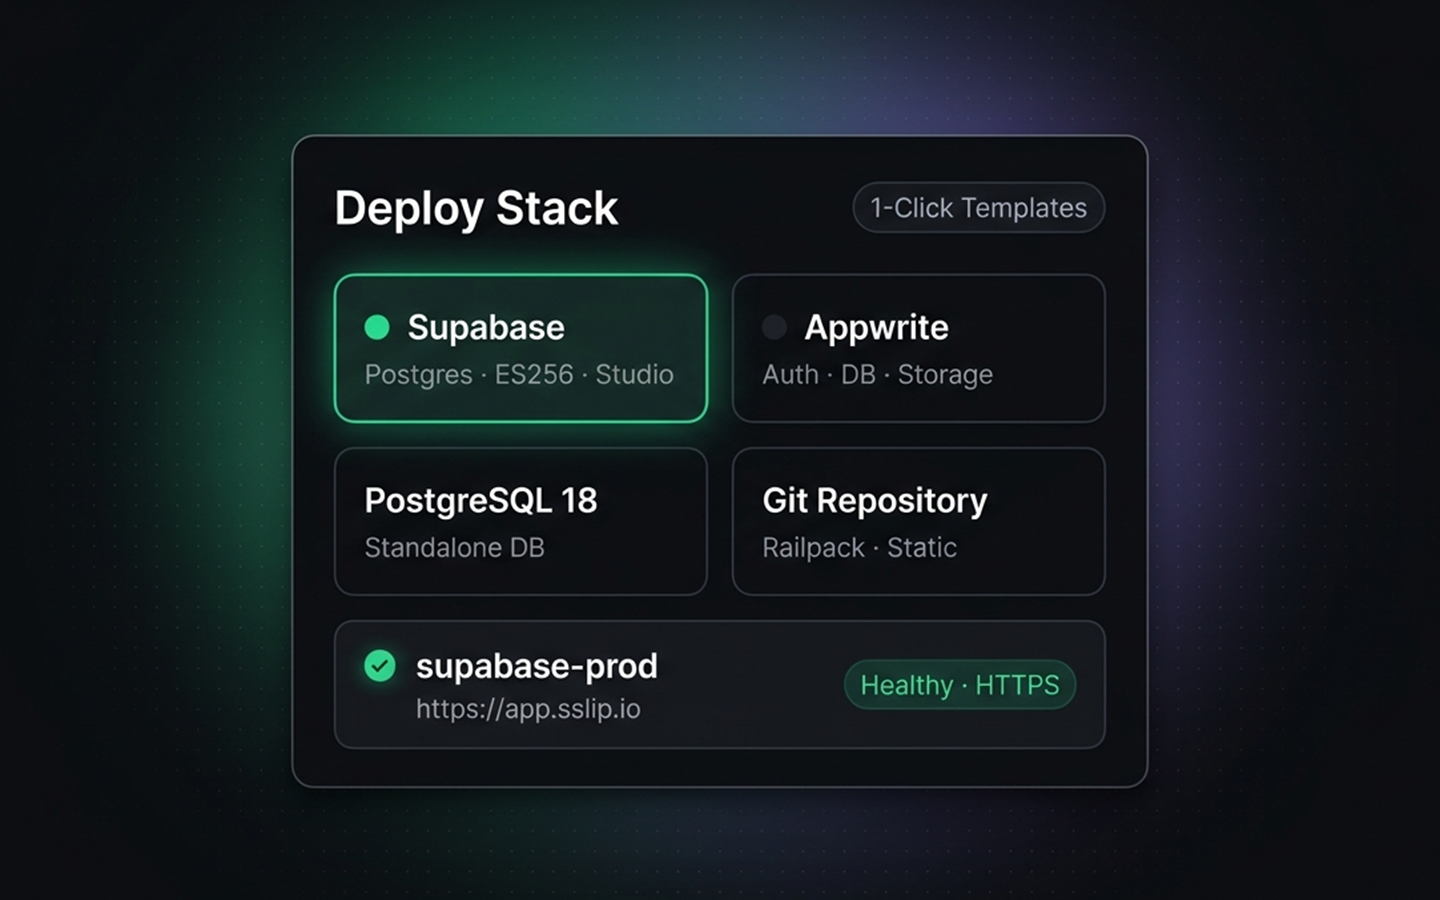 Deploy Stack
1-Click Templates
Supabase
Postgres · ES256 · Studio
Appwrite
Auth · DB · Storage
PostgreSQL 18
Standalone DB
Git Repository
Railpack · Static
supabase-prod
https://app.sslip.io
Healthy · HTTPS